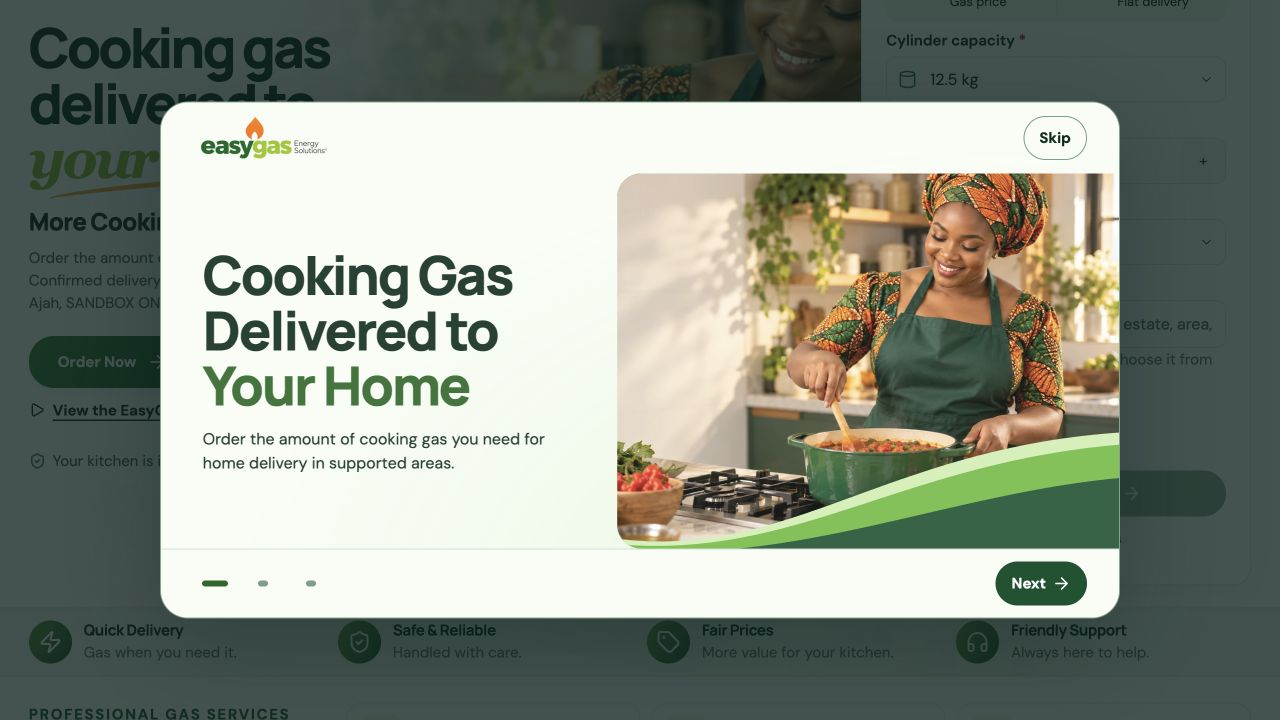 Gas price
Flat delivery
Cooking gas
delivered to
your
More Cookin
Order the amount o
Confirmed delivery
Ajah, SANDBOX ON
Order Now
View the EasyG
Your kitchen is i
Cylinder capacity *
12.5 kg
+
estate, area,
hoose it from
easygas Energy
Solutions
Skip
Cooking Gas
Delivered to
Your Home
Order the amount of cooking gas you need for
home delivery in supported areas.
Next
Quick Delivery
Gas when you need it.
Safe & Reliable
Handled with care.
Fair Prices
More value for your kitchen.
Friendly Support
Always here to help.
PROFESSIONAL GAS SERVICES